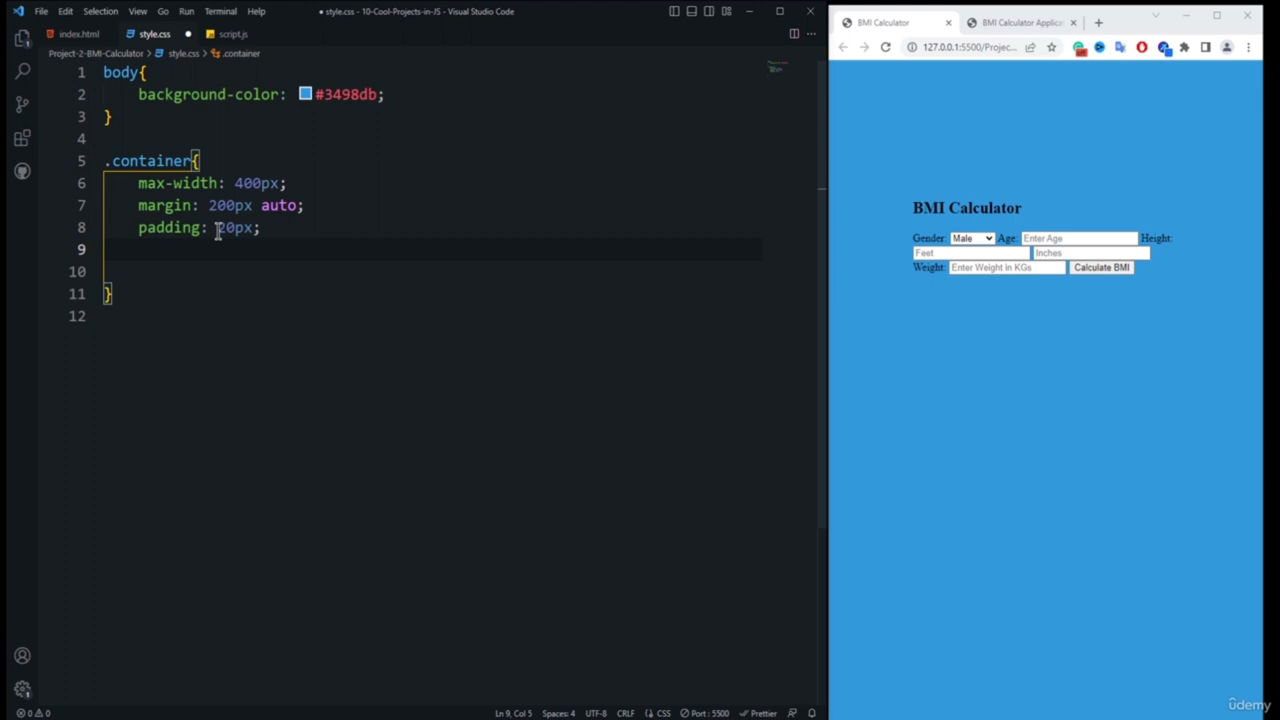 File Edit Selection View Go Run Terminal Help
● style.css - 10-Cool-Projects-in-JS - Visual Studio Code
index.html style.css script.js
Project-2-BMI-Calculator > style.css > .container
1 body{
2 background-color: #3498db;
3 }
4
5 .container{
6 max-width: 400px;
7 margin: 200px auto;
8 padding: 20px;
9
10
11 }
12
0 0 Ln 9, Col 5 Spaces: 4 UTF-8 CRLF CSS Port : 5500 Prettier
BMI Calculator BMI Calculator Applica
127.0.0.1:5500/Projec...
BMI Calculator
Gender: Male Age: Enter Age Height:
Feet Inches
Weight: Enter Weight in KGs Calculate BMI
ûdemy